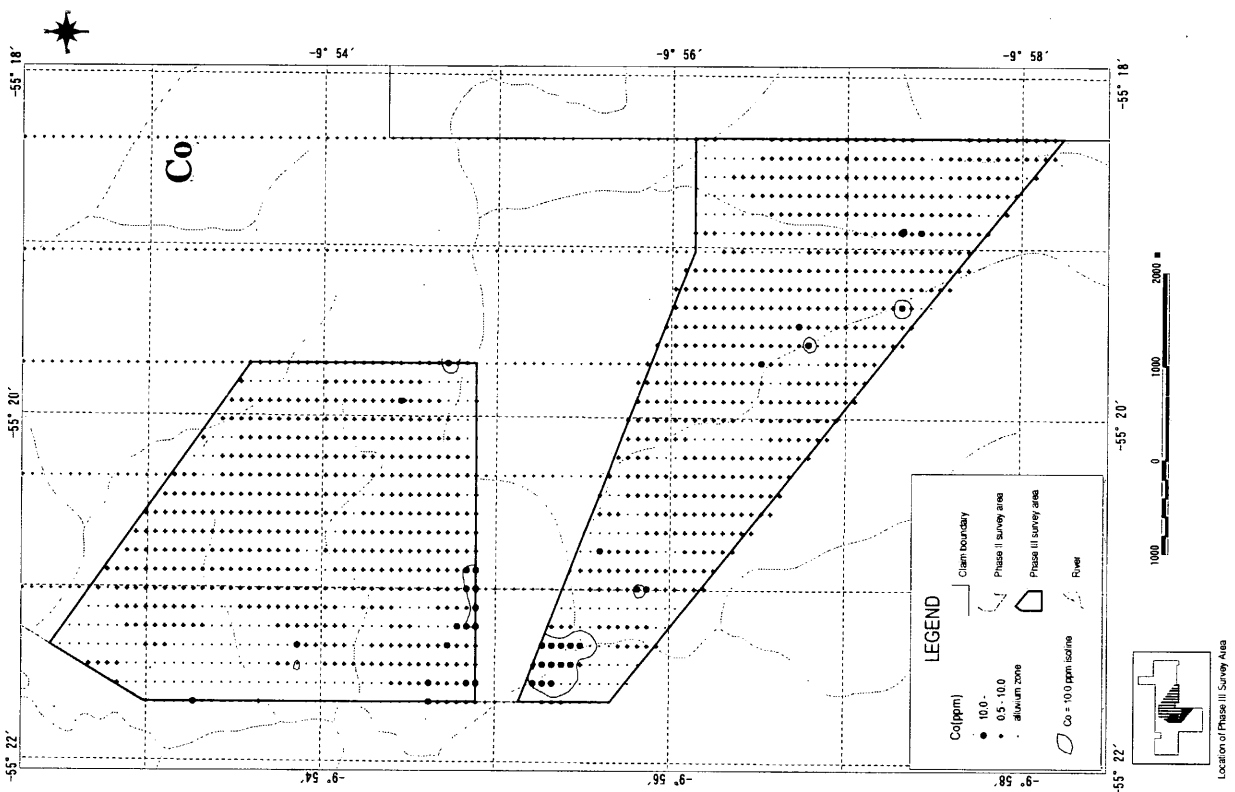 -55° 18′
-9° 54′
-9° 56′
-9° 58′
-55° 18′
Co
-55° 20′
-55° 20′
-55° 22′
-9° 54′
-9° 56′
-9° 58′
-55° 22′
LEGEND
Co(ppm)
10.0 -
0.5 - 10.0
alluvium zone
Co = 10.0 ppm isoline
Claim boundary
Phase II survey area
Phase III survey area
River
1000 0 1000 2000 m
Location of Phase III Survey Area